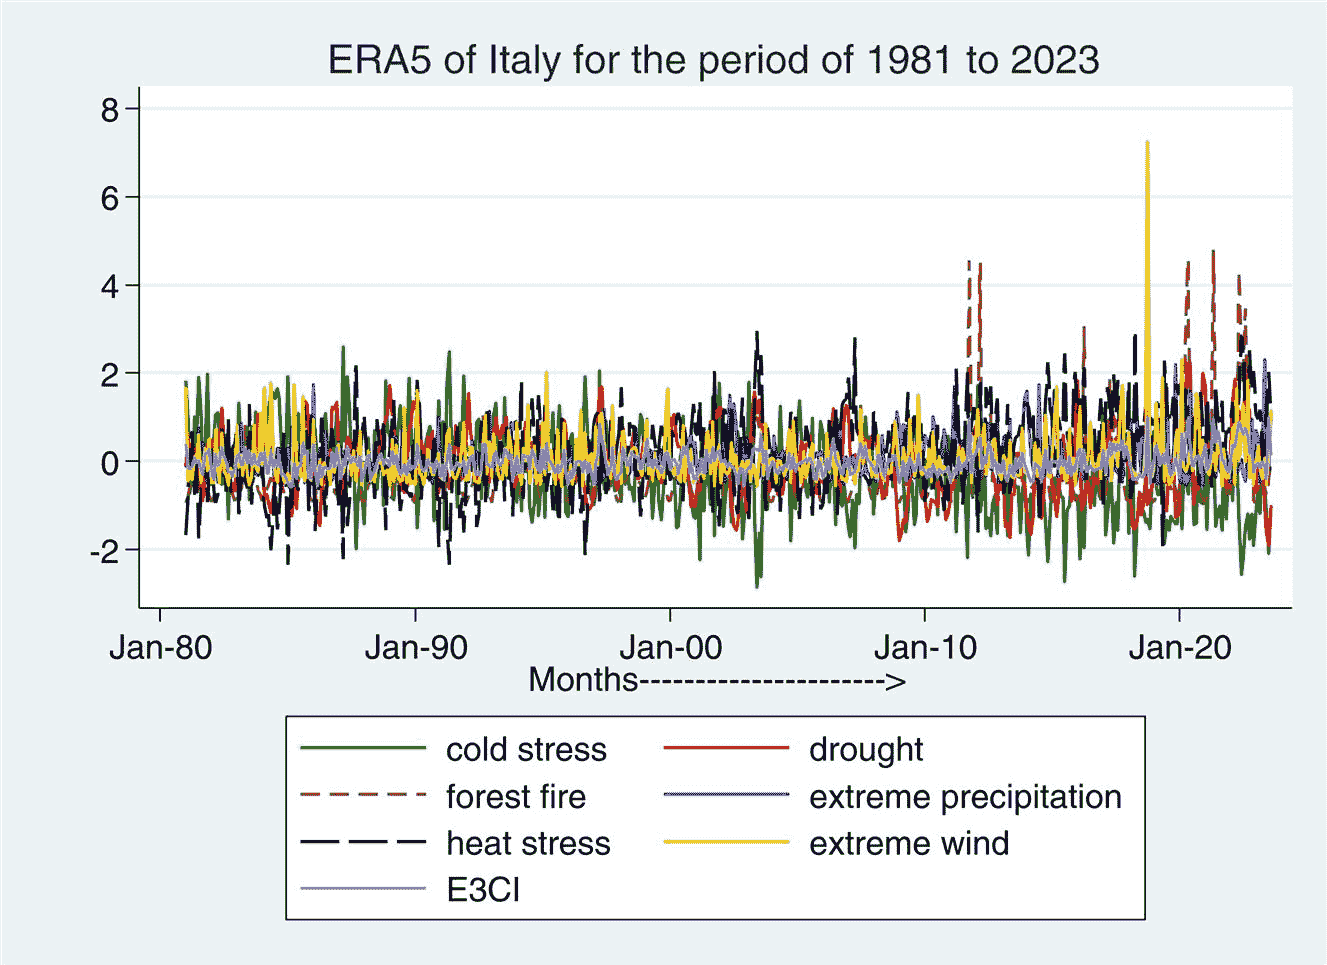 ERA5 of Italy for the period of 1981 to 2023
8
6
4
2
0
-2
Jan-80 Jan-90 Jan-00 Jan-10 Jan-20
Months---------------------->
cold stress drought
forest fire extreme precipitation
heat stress extreme wind
E3CI